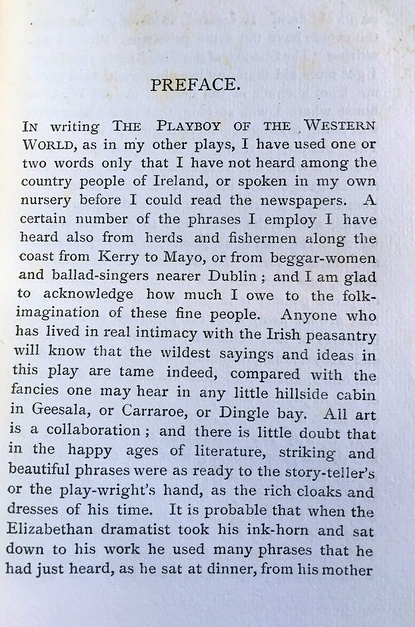 PREFACE.
In writing The Playboy of the Western
World, as in my other plays, I have used one or
two words only that I have not heard among the
country people of Ireland, or spoken in my own
nursery before I could read the newspapers. A
certain number of the phrases I employ I have
heard also from herds and fishermen along the
coast from Kerry to Mayo, or from beggar-women
and ballad-singers nearer Dublin ; and I am glad
to acknowledge how much I owe to the folk-
imagination of these fine people. Anyone who
has lived in real intimacy with the Irish peasantry
will know that the wildest sayings and ideas in
this play are tame indeed, compared with the
fancies one may hear in any little hillside cabin
in Geesala, or Carraroe, or Dingle bay. All art
is a collaboration ; and there is little doubt that
in the happy ages of literature, striking and
beautiful phrases were as ready to the story-teller's
or the play-wright's hand, as the rich cloaks and
dresses of his time. It is probable that when the
Elizabethan dramatist took his ink-horn and sat
down to his work he used many phrases that he
had just heard, as he sat at dinner, from his mother